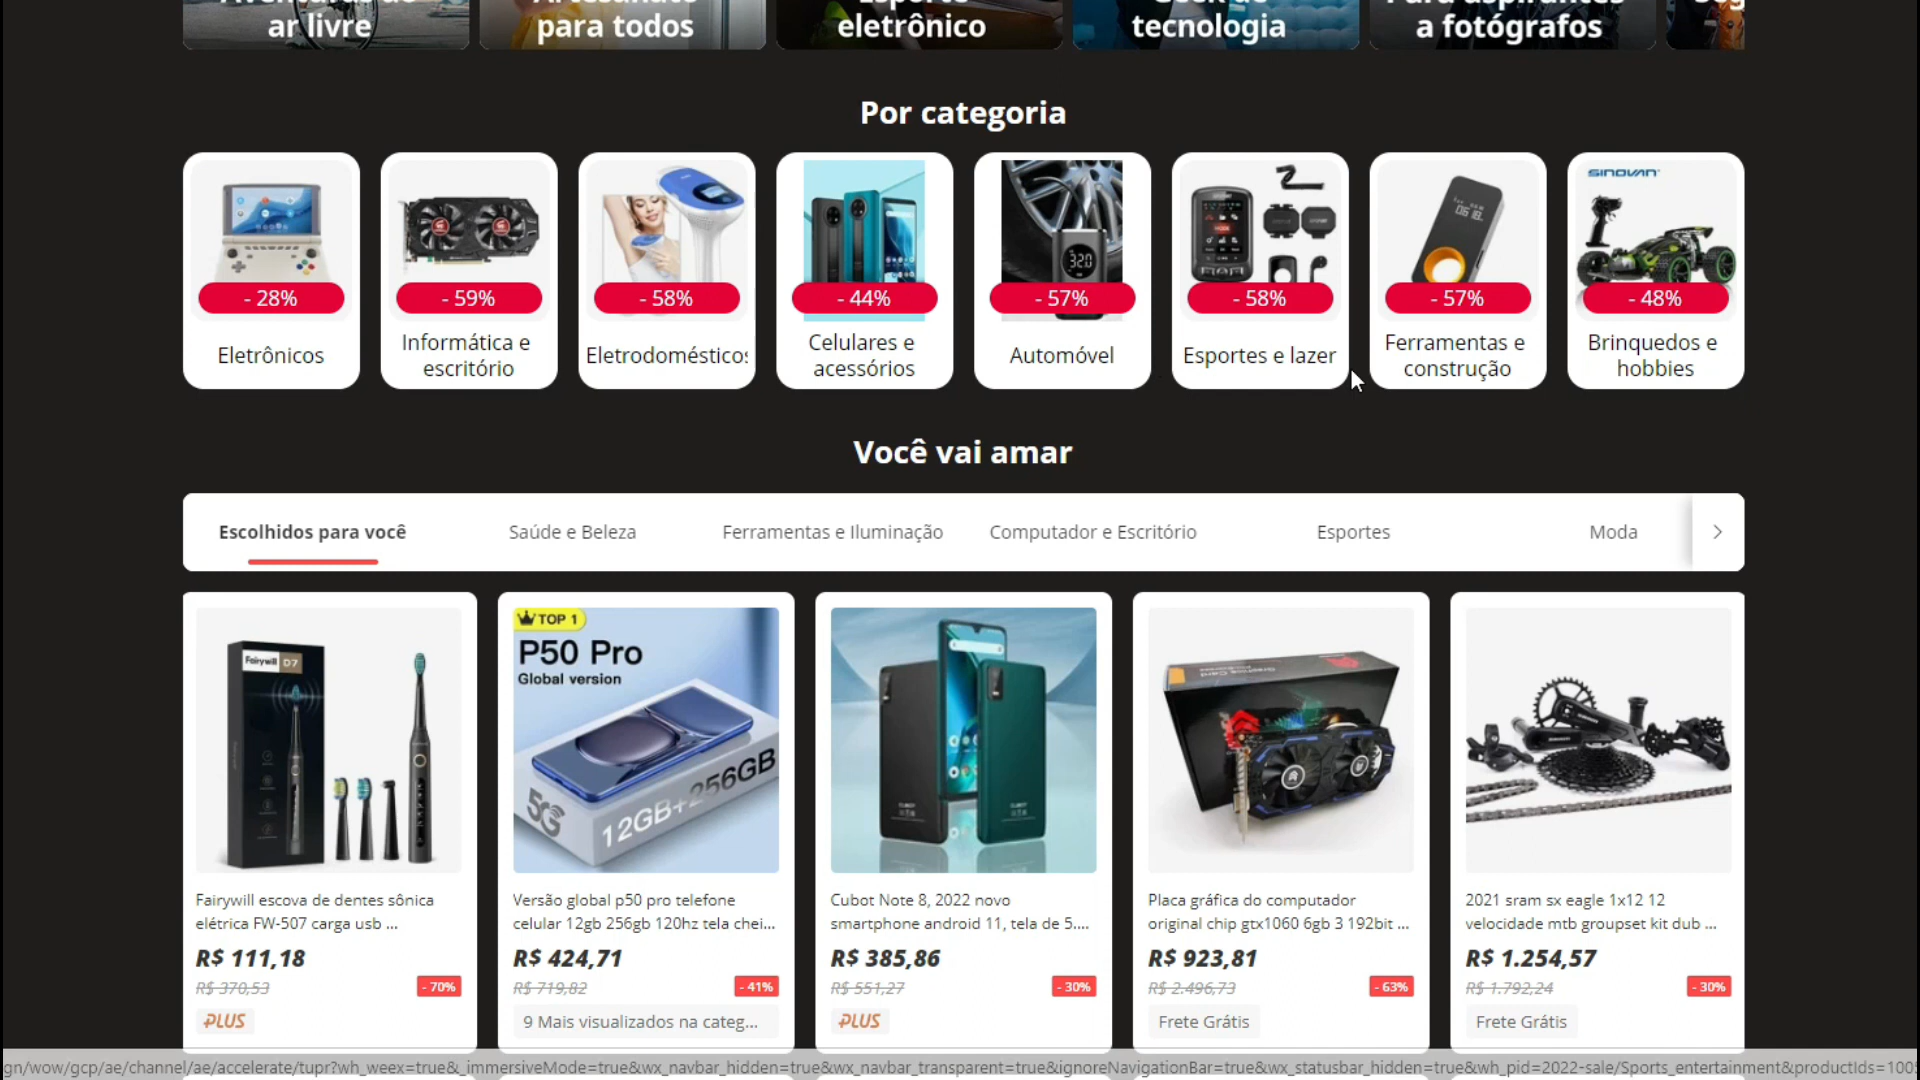 ar livre
para todos
eletrônico
tecnologia
a fotógrafos
Por categoria
- 28%
Eletrônicos
- 59%
Informática e
escritório
- 58%
Eletrodomésticos
- 44%
Celulares e
acessórios
32.0
- 57%
Automóvel
- 58%
Esportes e lazer
- 57%
Ferramentas e
construção
SINOVAN
- 48%
Brinquedos e
hobbies
Você vai amar
Escolhidos para você
Saúde e Beleza
Ferramentas e Iluminação
Computador e Escritório
Esportes
Moda
Fairywill D7
Fairywill escova de dentes sônica
elétrica FW-507 carga usb ...
R$ 111,18
R$ 370,53
- 70%
PLUS
TOP 1
P50 Pro
Global version
5G
12GB+256GB
Versão global p50 pro telefone
celular 12gb 256gb 120hz tela chei...
R$ 424,71
R$ 719,82
- 41%
9 Mais visualizados na categ...
CUBOT
CUBOT
Cubot Note 8, 2022 novo
smartphone android 11, tela de 5....
R$ 385,86
R$ 551,27
- 30%
PLUS
Placa gráfica do computador
original chip gtx1060 6gb 3 192bit ...
R$ 923,81
R$ 2.496,73
- 63%
Frete Grátis
2021 sram sx eagle 1x12 12
velocidade mtb groupset kit dub ...
R$ 1.254,57
R$ 1.792,24
- 30%
Frete Grátis
gn/wow/gcp/ae/channel/ae/accelerate/tupr?wh_weex=true&_immersiveMode=true&wx_navbar_hidden=true&wx_navbar_transparent=true&ignoreNavigationBar=true&wx_statusbar_hidden=true&wh_pid=2022-sale/Sports_entertainment&productIds=100